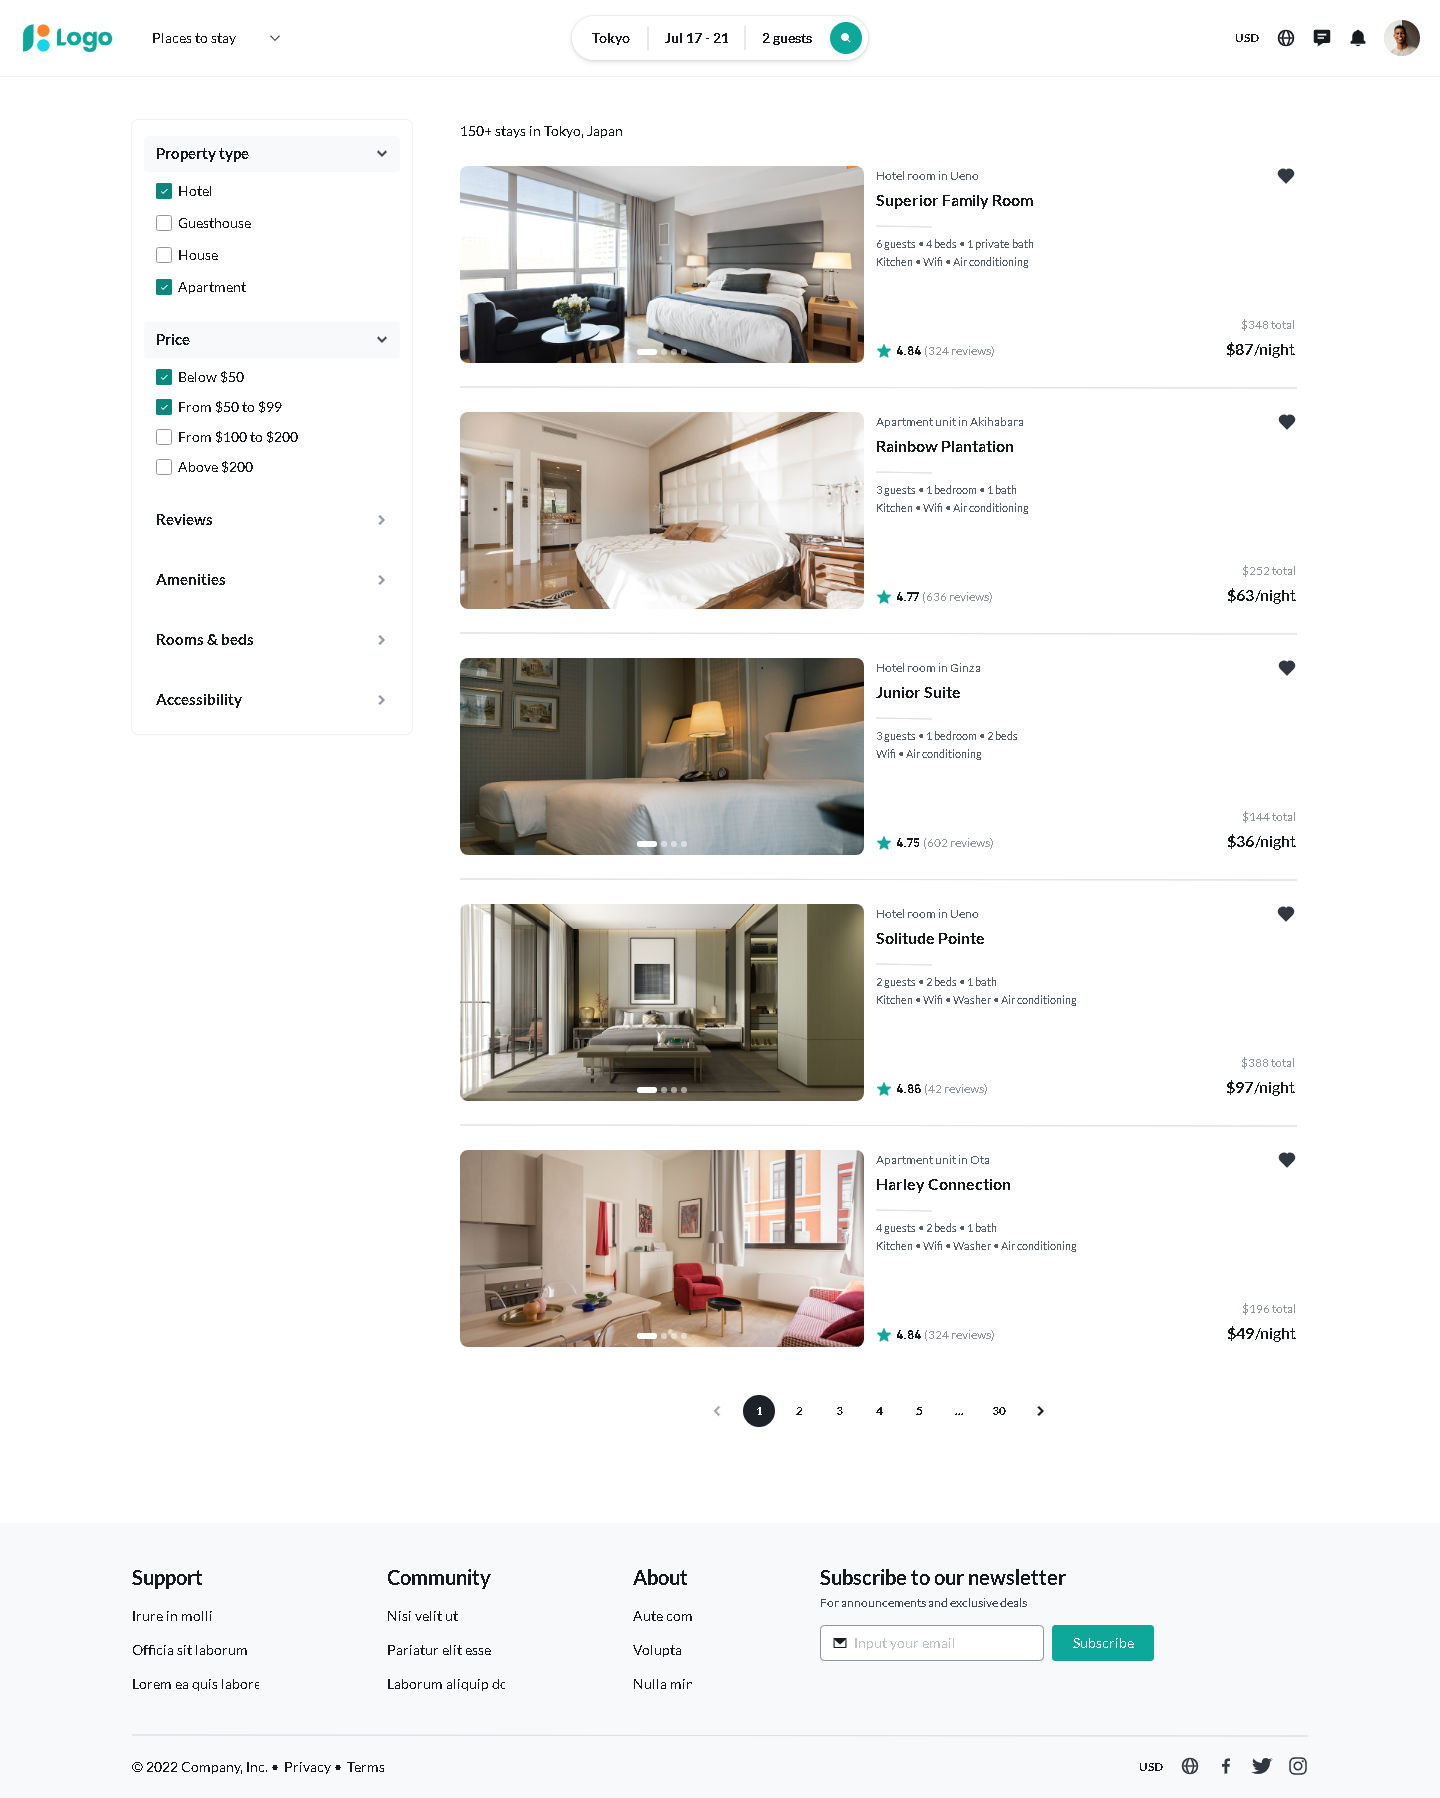 Logo
Places to stay
Tokyo
Jul 17 - 21
2 guests
USD
Property type
Hotel
Guesthouse
House
Apartment
Price
Below $50
From $50 to $99
From $100 to $200
Above $200
Reviews
Amenities
Rooms & beds
Accessibility
150+ stays in Tokyo, Japan
Hotel room in Ueno
Superior Family Room
6 guests • 4 beds • 1 private bath
Kitchen • Wifi • Air conditioning
$348 total
4.84 (324 reviews)
$87/night
Apartment unit in Akihabara
Rainbow Plantation
3 guests • 1 bedroom • 1 bath
Kitchen • Wifi • Air conditioning
$252 total
4.77 (636 reviews)
$63/night
Hotel room in Ginza
Junior Suite
3 guests • 1 bedroom • 2 beds
Wifi • Air conditioning
$144 total
4.75 (602 reviews)
$36/night
Hotel room in Ueno
Solitude Pointe
2 guests • 2 beds • 1 bath
Kitchen • Wifi • Washer • Air conditioning
$388 total
4.86 (42 reviews)
$97/night
Apartment unit in Ota
Harley Connection
4 guests • 2 beds • 1 bath
Kitchen • Wifi • Washer • Air conditioning
$196 total
4.84 (324 reviews)
$49/night
1 2 3 4 5 ... 30
Support
Irure in molli
Officia sit laborum
Lorem ea quis labore
Community
Nisi velit ut
Pariatur elit esse
Laborum aliquip do
About
Aute com
Volupta
Nulla min
Subscribe to our newsletter
For announcements and exclusive deals
Input your email
Subscribe
© 2022 Company, Inc. • Privacy • Terms
USD